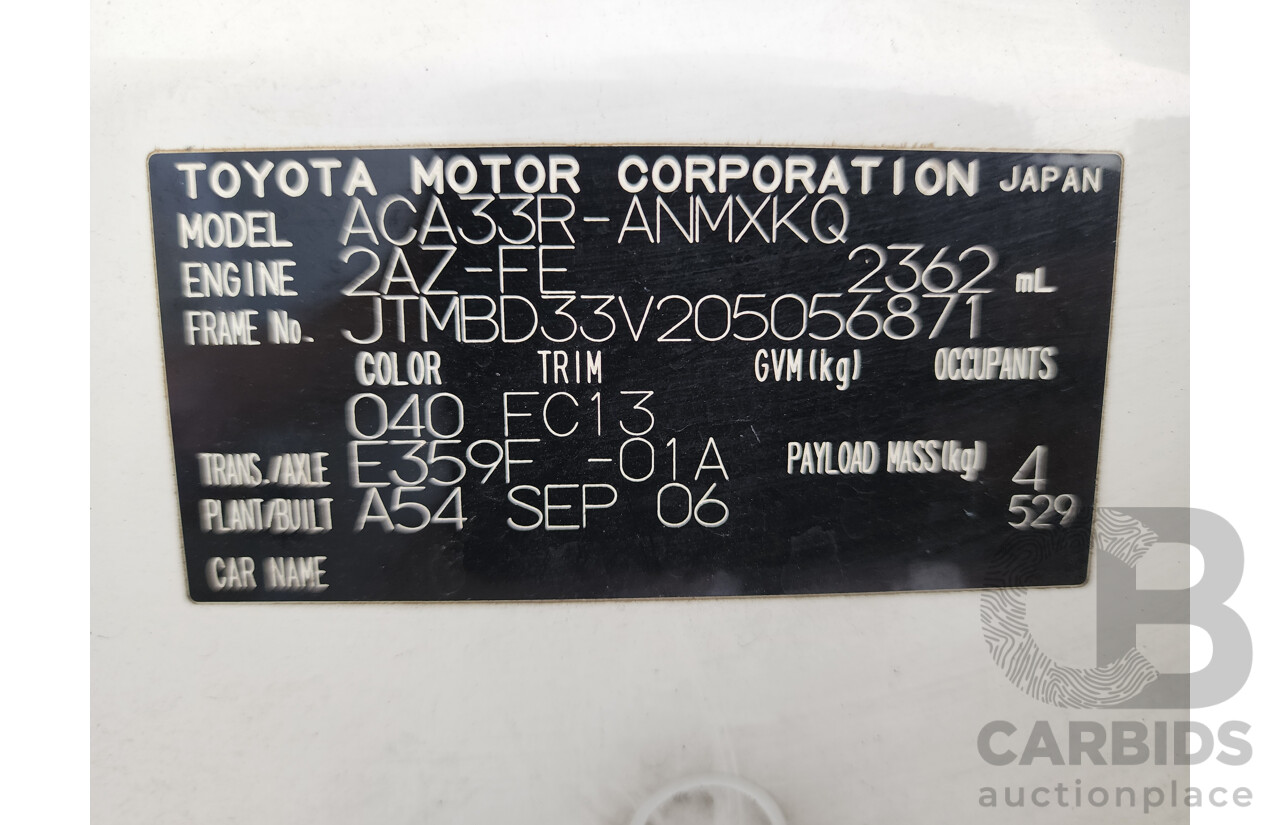 TOYOTA MOTOR CORPORATION JAPAN
MODEL ACA33R-ANMXKQ
ENGINE 2AZ-FE 2362 mL
FRAME No. JTMBD33V205056871
COLOR TRIM GVM(kg) OCCUPANTS
040 FC13
TRANS./AXLE E359F -01A PAYLOAD MASS(kg) 4
PLANT/BUILT A54 SEP 06 529
CAR NAME
CB
CARBIDS
auctionplace